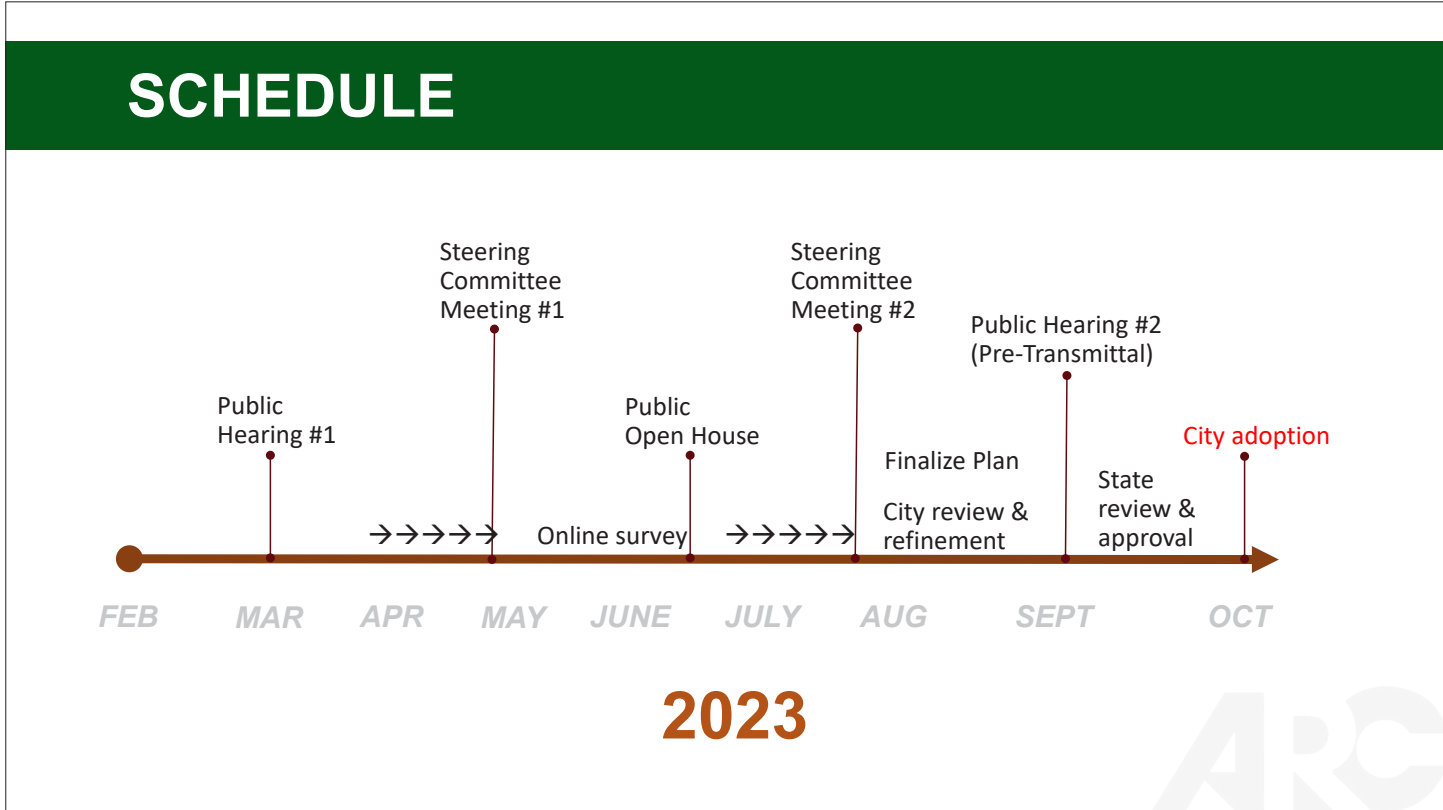 SCHEDULE
Steering
Committee
Meeting #1
Steering
Committee
Meeting #2
Public Hearing #2
(Pre-Transmittal)
Public
Hearing #1
Public
Open House
City adoption
Finalize Plan
State
review &
approval
City review &
refinement
→→→→→
Online survey
→→→→→
FEB MAR APR MAY JUNE JULY AUG SEPT OCT
2023
ARC